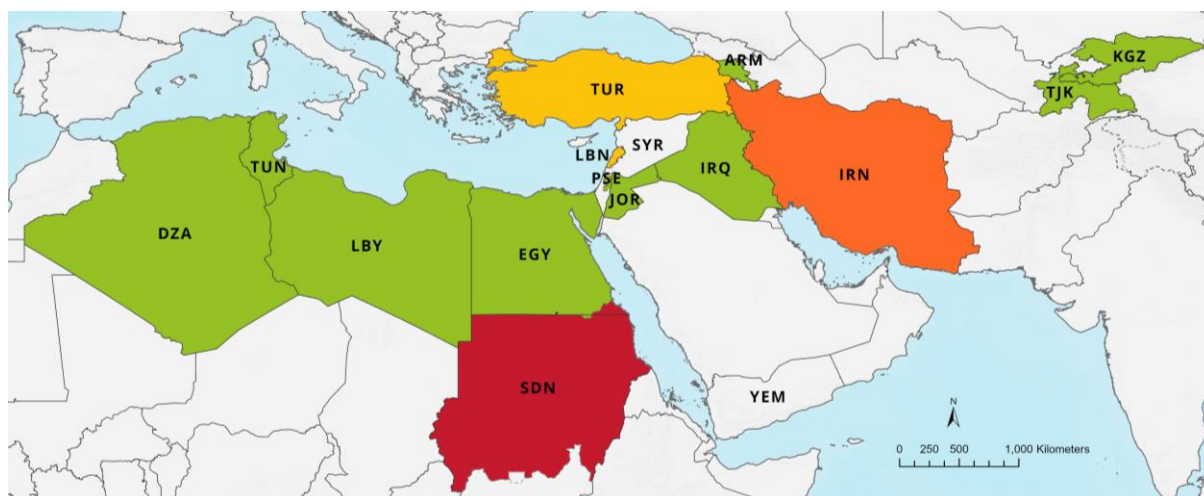 ARM
KGZ
TJK
TUR
SYR
LBN
TUN
PSE
IRQ
IRN
JOR
DZA
LBY
EGY
SDN
YEM
N
0 250 500 1,000 Kilometers